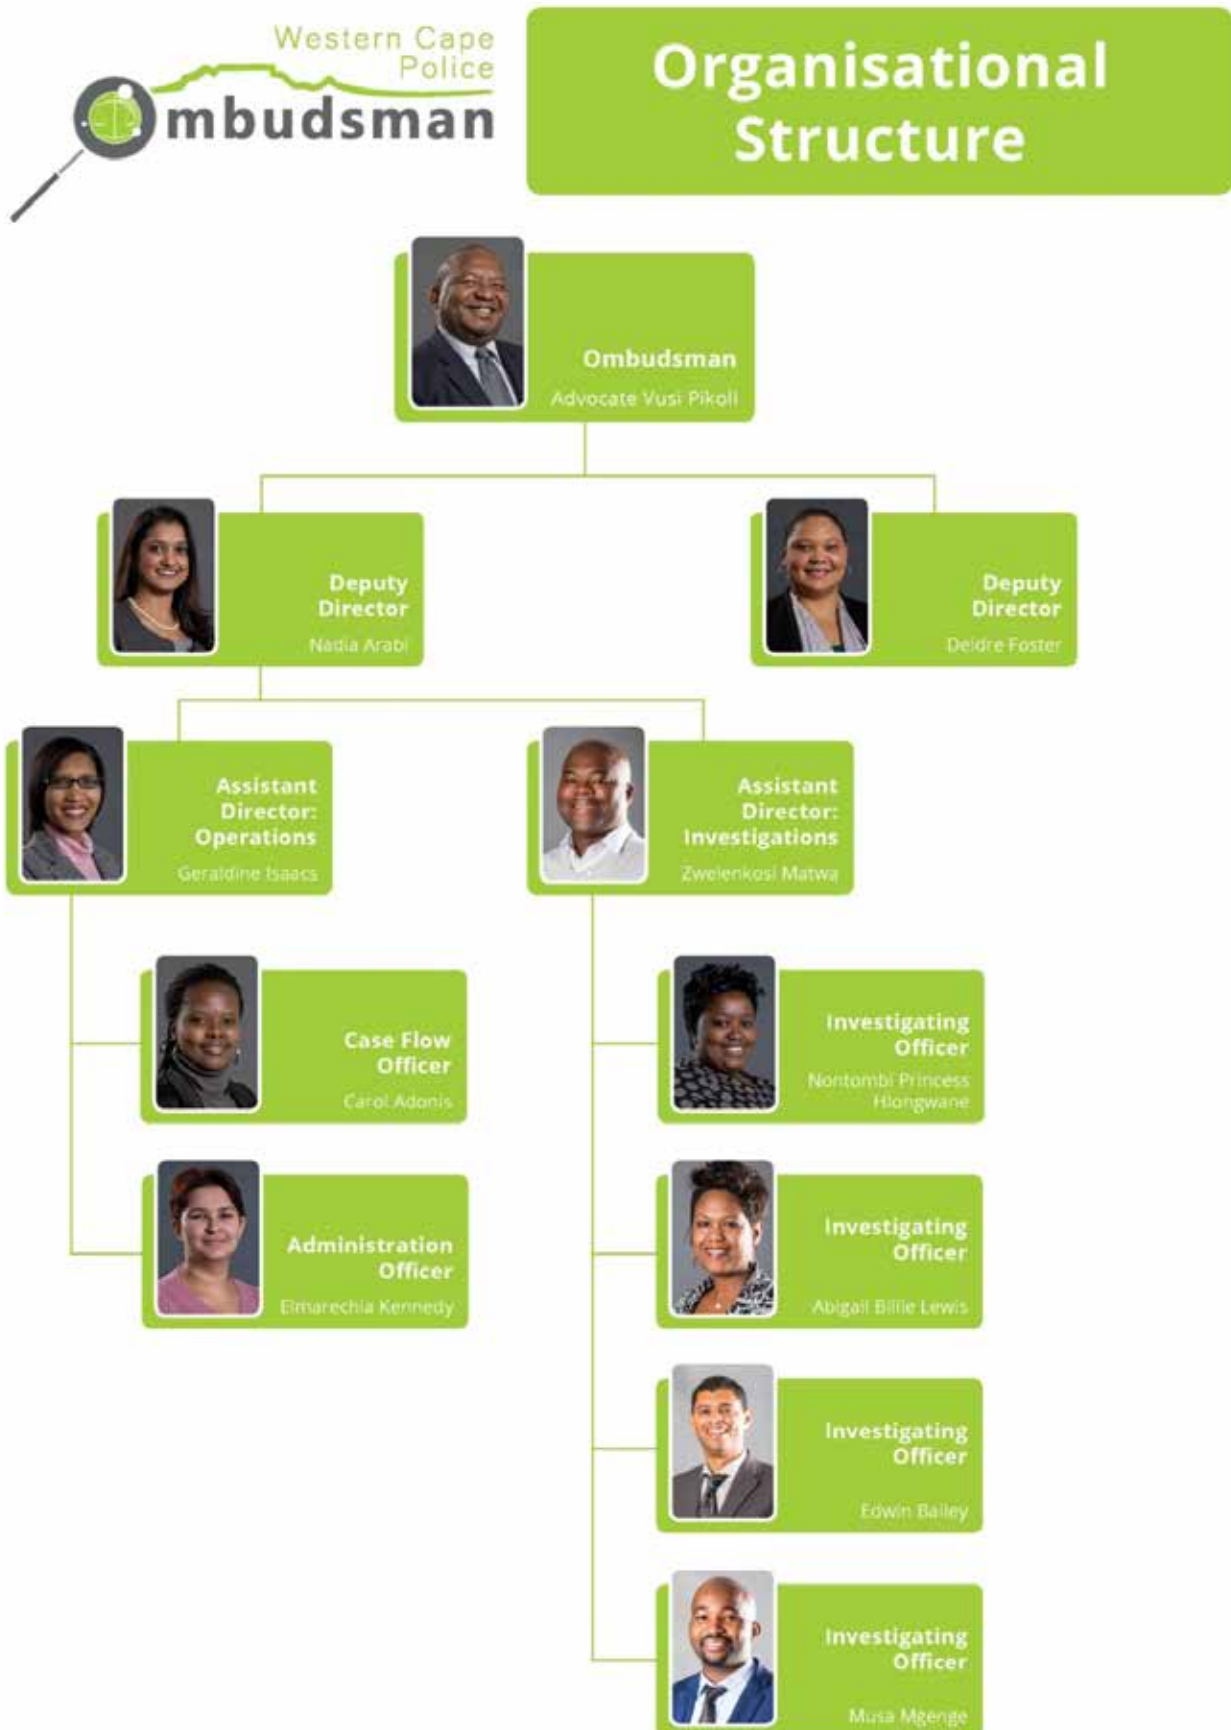 Western Cape
Police
Ombudsman
Organisational
Structure
Ombudsman
Advocate Vusi Pikoli
Deputy
Director
Nadia Arabi
Deputy
Director
Deidre Foster
Assistant
Director:
Operations
Geraldine Isaacs
Assistant
Director:
Investigations
Zwelenkosi Matwa
Case Flow
Officer
Carol Adonis
Investigating
Officer
Nontombi Princess
Hlongwane
Administration
Officer
Elmarechia Kennedy
Investigating
Officer
Abigail Billie Lewis
Investigating
Officer
Edwin Bailey
Investigating
Officer
Musa Mgenge